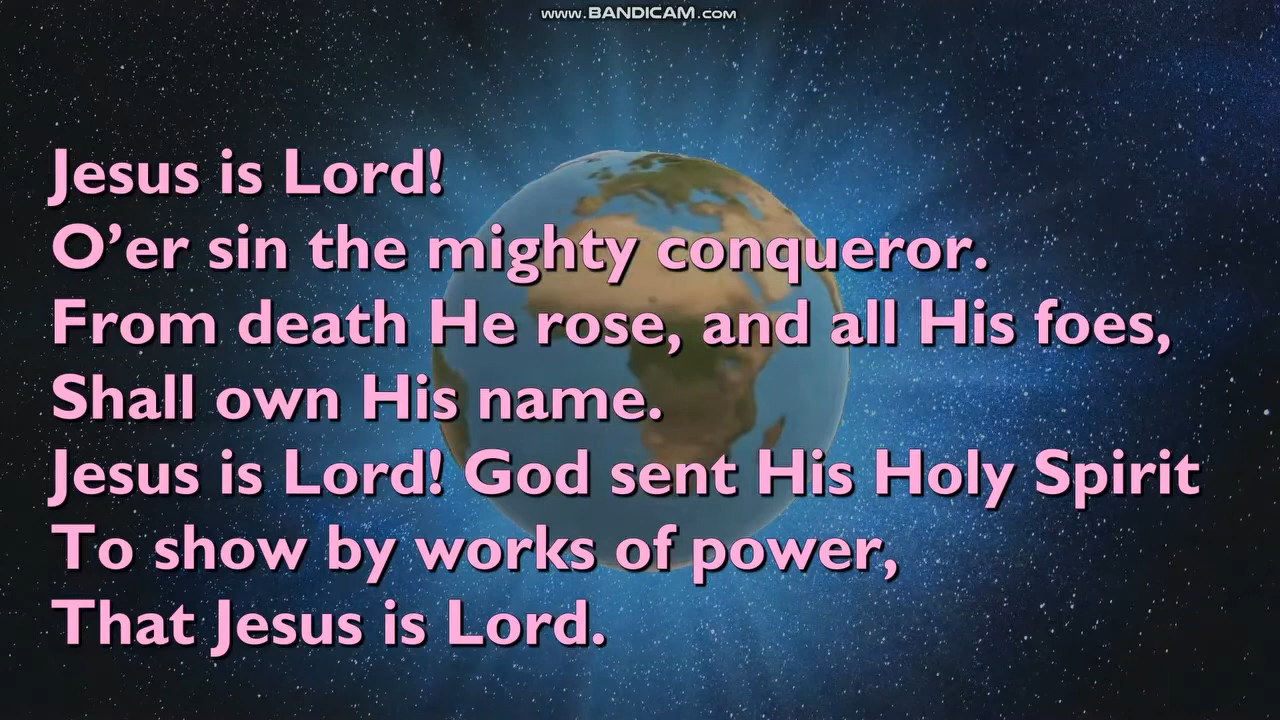 www.BANDICAM.com
Jesus is Lord!
O’er sin the mighty conqueror.
From death He rose, and all His foes,
Shall own His name.
Jesus is Lord! God sent His Holy Spirit
To show by works of power,
That Jesus is Lord.